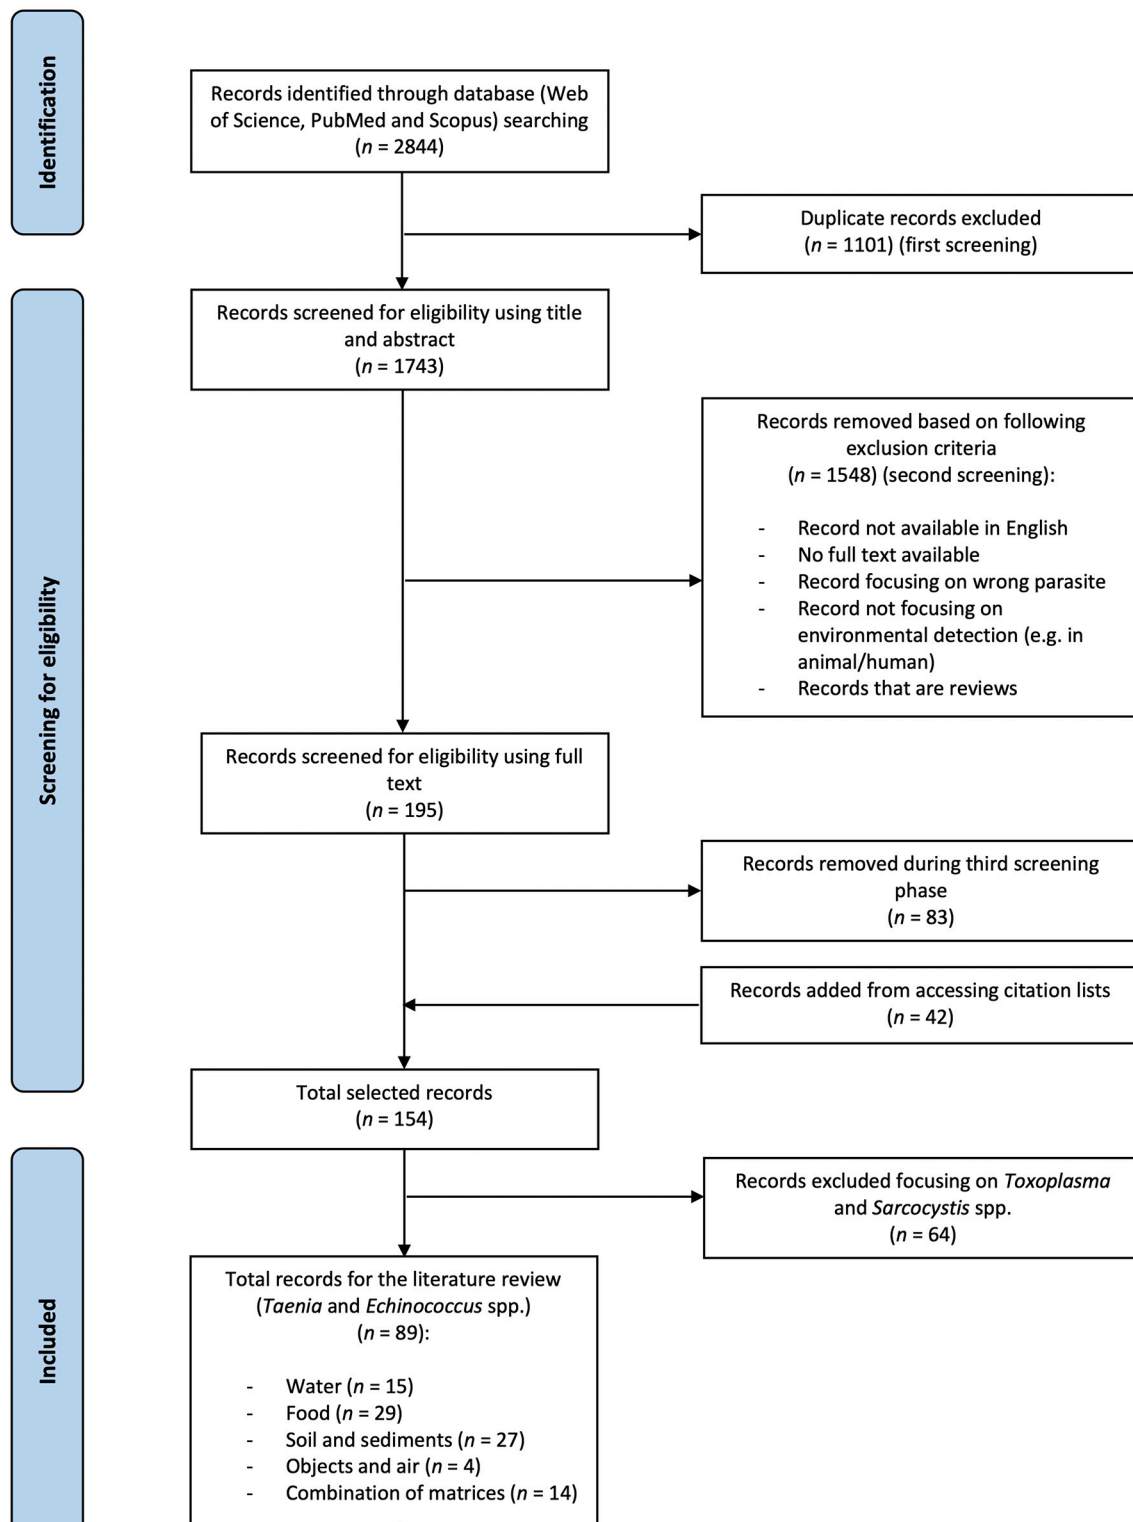 Identification
Records identified through database (Web
of Science, PubMed and Scopus) searching
(n = 2844)
Duplicate records excluded
(n = 1101) (first screening)
Screening for eligibility
Records screened for eligibility using title
and abstract
(n = 1743)
Records removed based on following
exclusion criteria
(n = 1548) (second screening):
- Record not available in English
- No full text available
- Record focusing on wrong parasite
- Record not focusing on
environmental detection (e.g. in
animal/human)
- Records that are reviews
Records screened for eligibility using full
text
(n = 195)
Records removed during third screening
phase
(n = 83)
Records added from accessing citation lists
(n = 42)
Total selected records
(n = 154)
Included
Records excluded focusing on Toxoplasma
and Sarcocystis spp.
(n = 64)
Total records for the literature review
(Taenia and Echinococcus spp.)
(n = 89):
- Water (n = 15)
- Food (n = 29)
- Soil and sediments (n = 27)
- Objects and air (n = 4)
- Combination of matrices (n = 14)